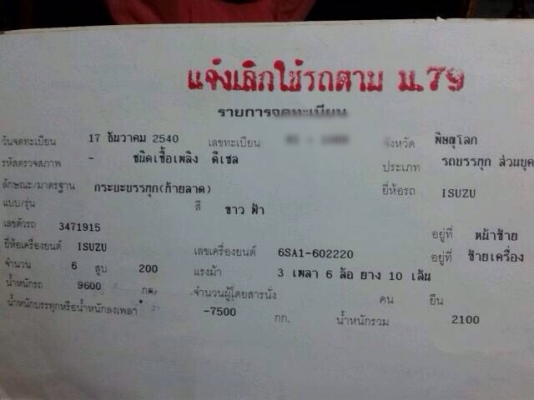 แจ้งเลิกใช้รถตาม ม.79
รายการจดทะเบียน
วันจดทะเบียน 17 ธันวาคม 2540 เลขทะเบียน จังหวัด พิษณุโลก
รหัสตรวจสภาพ - ชนิดเชื้อเพลิง ดีเซล ประเภท รถบรรทุก ส่วนบุค
ลักษณะ/มาตรฐาน กระบะบรรทุก(ท้ายลาด) ยี่ห้อรถ ISUZU
แบบ/รุ่น สี ขาว ฟ้า
เลขตัวรถ 3471915 อยู่ที่ หน้าซ้าย
ยี่ห้อเครื่องยนต์ ISUZU เลขเครื่องยนต์ 6SA1-602220 อยู่ที่ ซ้ายเครื่อง
จำนวน 6 สูบ 200 แรงม้า 3 เพลา 6 ล้อ ยาง 10 เส้น
น้ำหนักรถ 9600 กก. จำนวนผู้โดยสารนั่ง คน ยืน
น้ำหนักบรรทุกหรือน้ำหนักลงเพลา -7500 กก. น้ำหนักรวม 2100